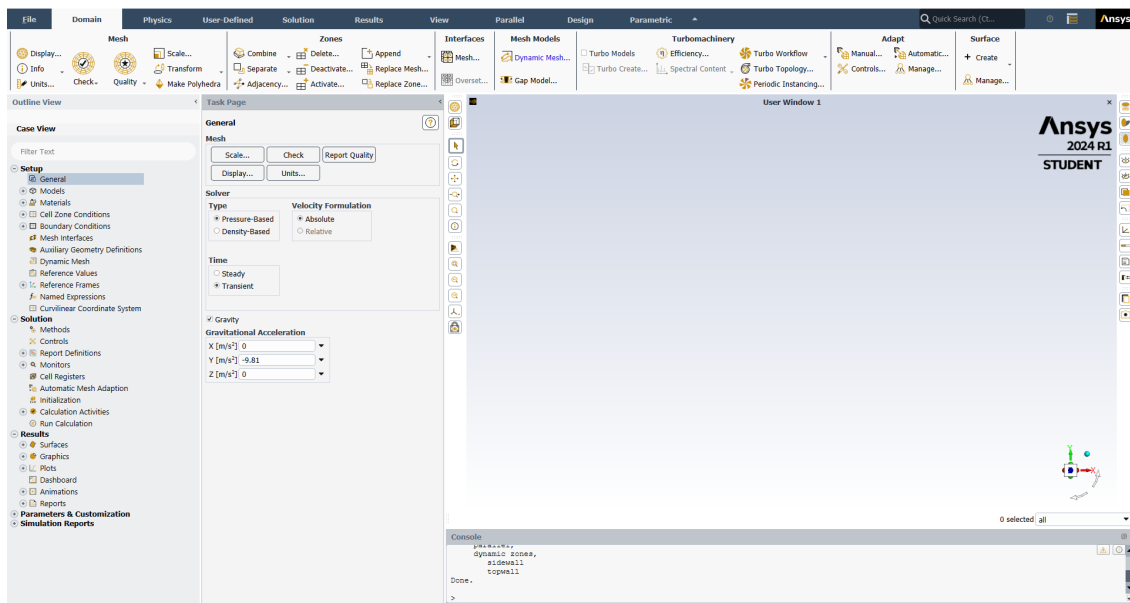 File Domain Physics User-Defined Solution Results View Parallel Design Parametric Quick Search (Ct... Ansys
Mesh
Display...
Info
Units...
Check
Quality
Scale...
Transform
Make Polyhedra
Zones
Combine
Separate
Adjacency...
Delete...
Deactivate...
Activate...
Append
Replace Mesh...
Replace Zone...
Interfaces
Mesh...
Overset...
Mesh Models
Dynamic Mesh...
Gap Model...
Turbomachinery
Turbo Models
Turbo Create...
Efficiency...
Spectral Content
Turbo Workflow
Turbo Topology...
Periodic Instancing...
Adapt
Manual...
Controls...
Automatic...
Manage...
Surface
+ Create
Manage...
Outline View
Case View
Filter Text
Setup
General
Models
Materials
Cell Zone Conditions
Boundary Conditions
Mesh Interfaces
Auxiliary Geometry Definitions
Dynamic Mesh
Reference Values
Reference Frames
Named Expressions
Curvilinear Coordinate System
Solution
Methods
Controls
Report Definitions
Monitors
Cell Registers
Automatic Mesh Adaption
Initialization
Calculation Activities
Run Calculation
Results
Surfaces
Graphics
Plots
Dashboard
Animations
Reports
Parameters & Customization
Simulation Reports
Task Page
General
?
Mesh
Scale... Check Report Quality
Display... Units...
Solver
Type
Pressure-Based
Density-Based
Velocity Formulation
Absolute
Relative
Time
Steady
Transient
Gravity
Gravitational Acceleration
X [m/s²] 0
Y [m/s²] -9.81
Z [m/s²] 0
User Window 1
Ansys
2024 R1
STUDENT
Y
X
0 selected all
Console
parallel,
dynamic zones,
sidewall
topwall
Done.
>